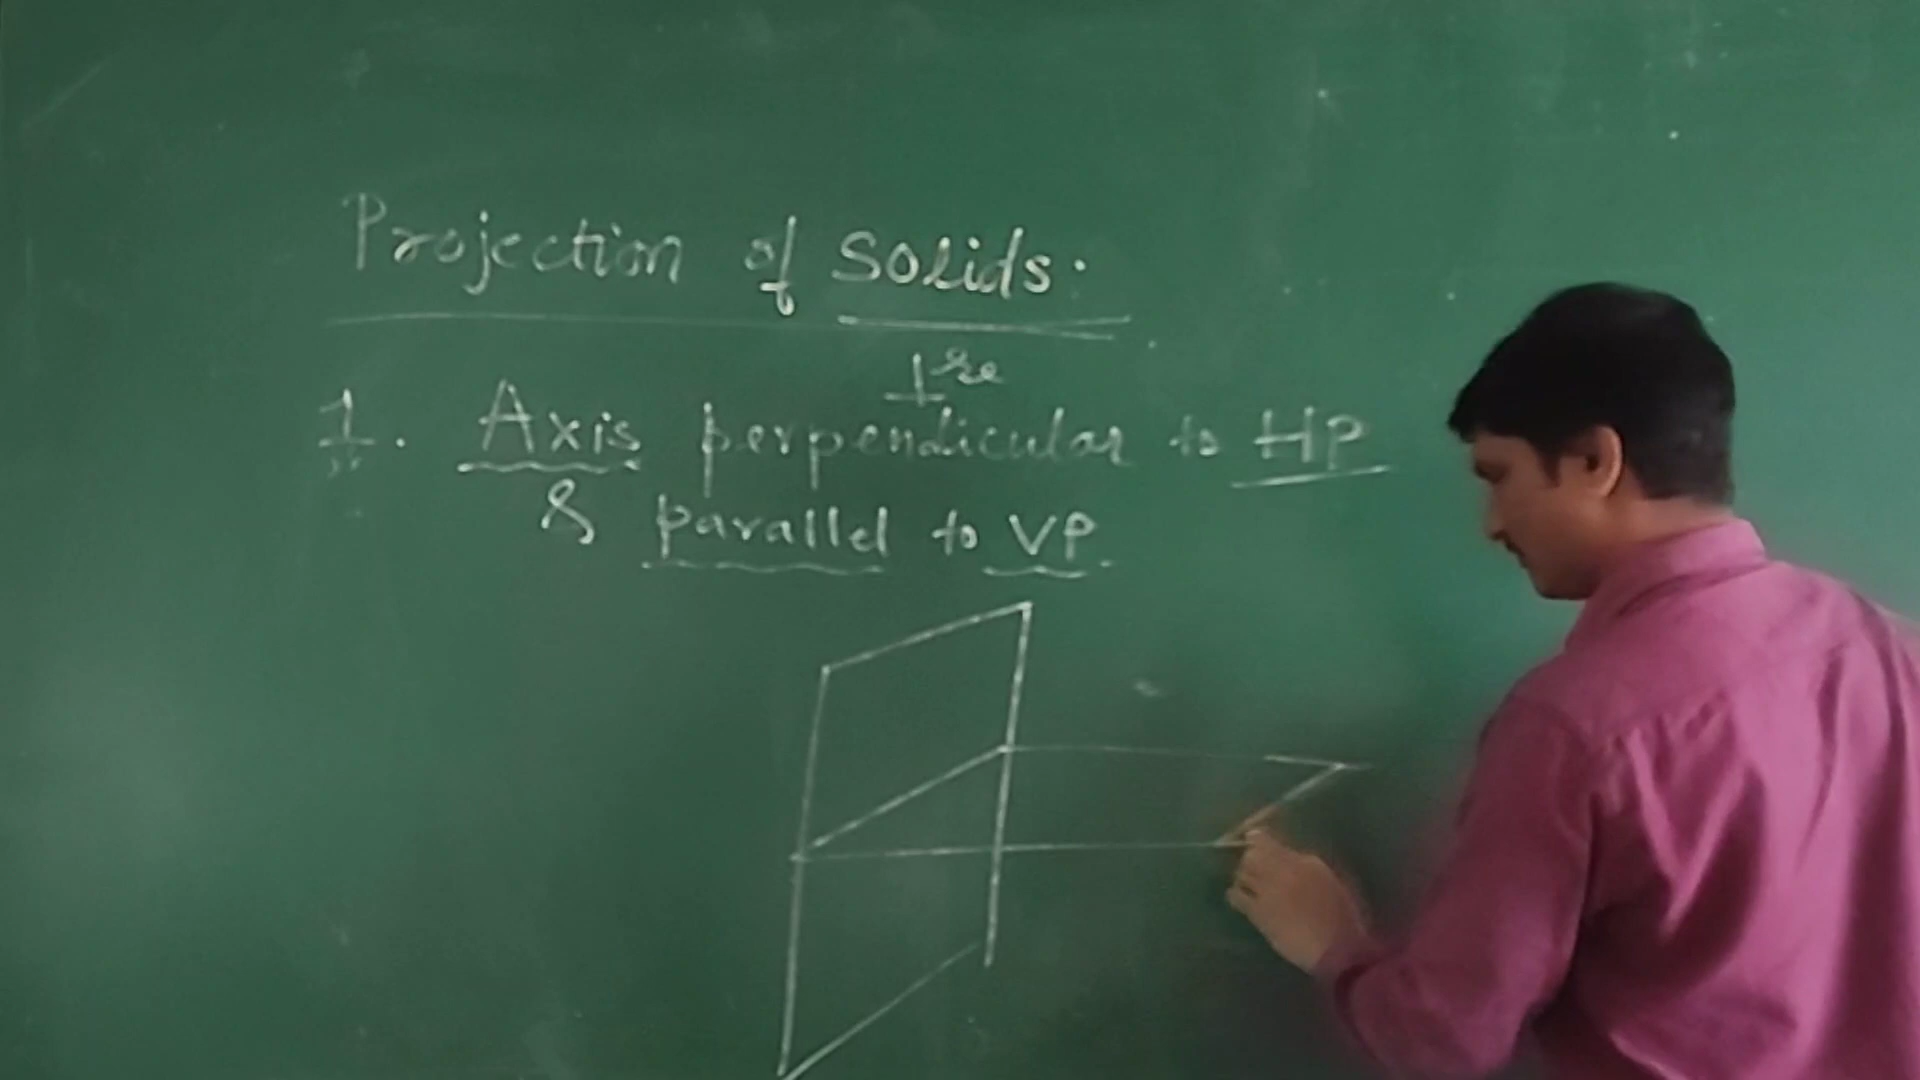 Projection of Solids.
⊥re
1. Axis perpendicular to HP
& parallel to VP.